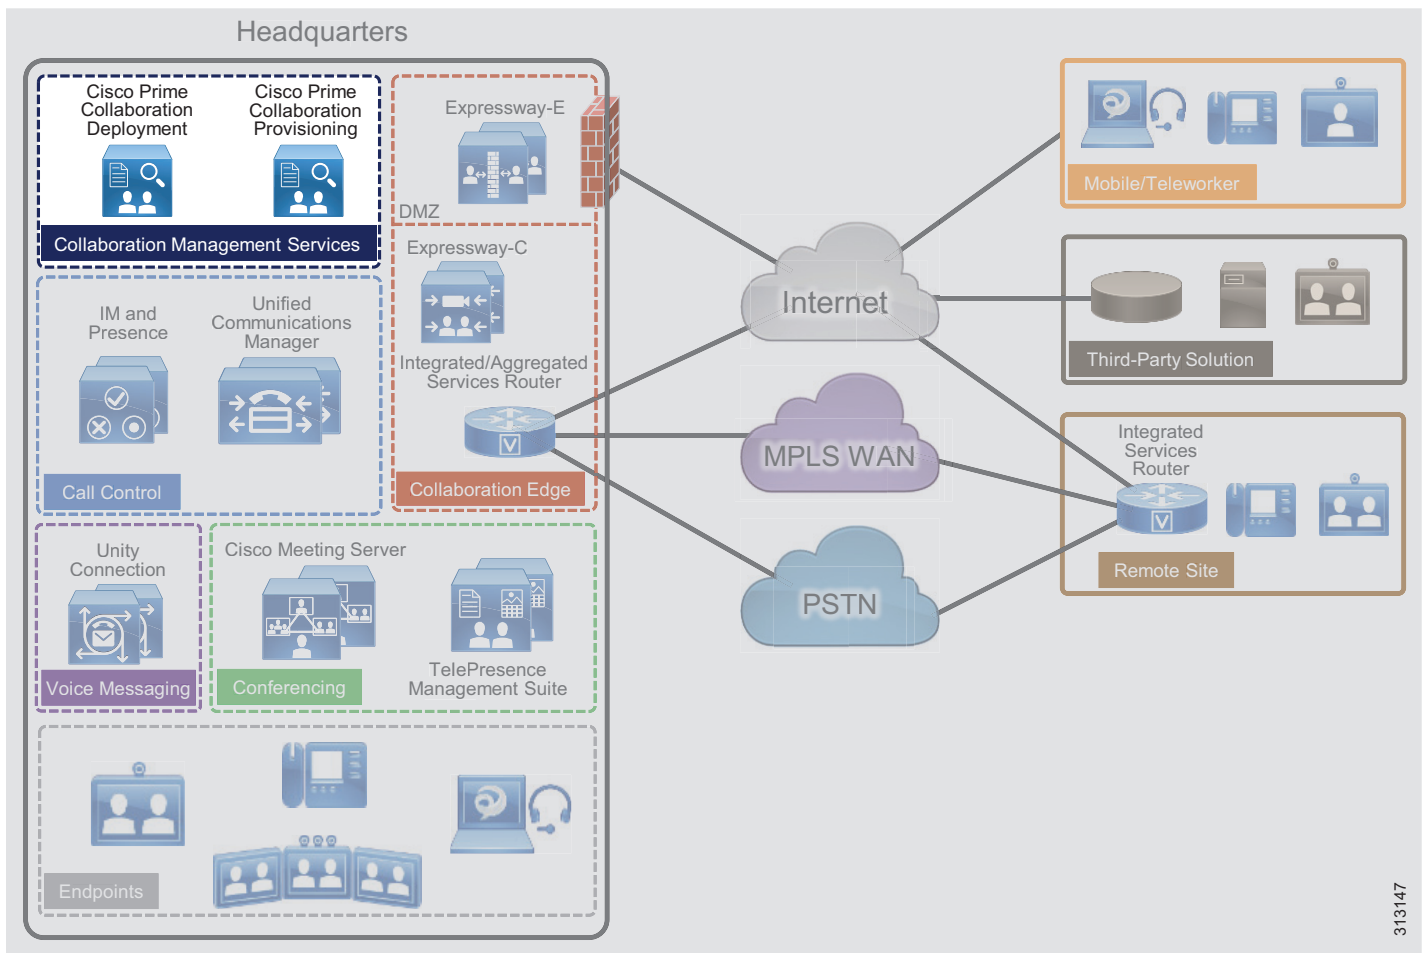 Headquarters
Cisco Prime
Collaboration
Deployment
Cisco Prime
Collaboration
Provisioning
Collaboration Management Services
Expressway-E
DMZ
Expressway-C
Integrated/Aggregated
Services Router
V
Collaboration Edge
IM and
Presence
Unified
Communications
Manager
Call Control
Unity
Connection
Voice Messaging
Cisco Meeting Server
Conferencing
TelePresence
Management Suite
Endpoints
Internet
MPLS WAN
PSTN
Mobile/Teleworker
Third-Party Solution
Integrated
Services
Router
V
Remote Site
313147